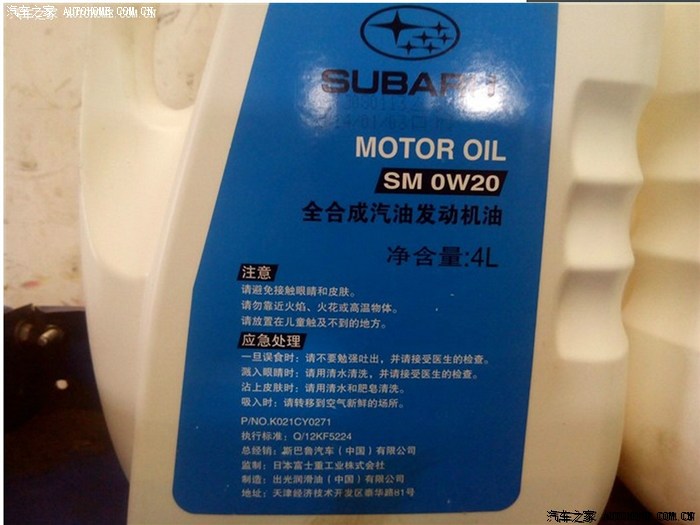 汽车之家 AUTOHOME.COM.CN
SUBARU
MOTOR OIL
SM 0W20
全合成汽油发动机油
净含量:4L
注意
请避免接触眼睛和皮肤。
请勿靠近火焰、火花或高温物体。
请放置在儿童触及不到的地方。
应急处理
一旦误食时：请不要勉强吐出，并请接受医生的检查。
溅入眼睛时：请用清水清洗，并请接受医生的检查。
沾上皮肤时：请用清水和肥皂清洗。
吸入时：请转移到空气新鲜的场所。
P/NO.K021CY0271
执行标准：Q/12KF5224
总经销：斯巴鲁汽车（中国）有限公司
监制：日本富士重工业株式会社
制造：出光润滑油（中国）有限公司
地址：天津经济技术开发区泰华路81号
汽车之家 AUTOHOME.COM.CN